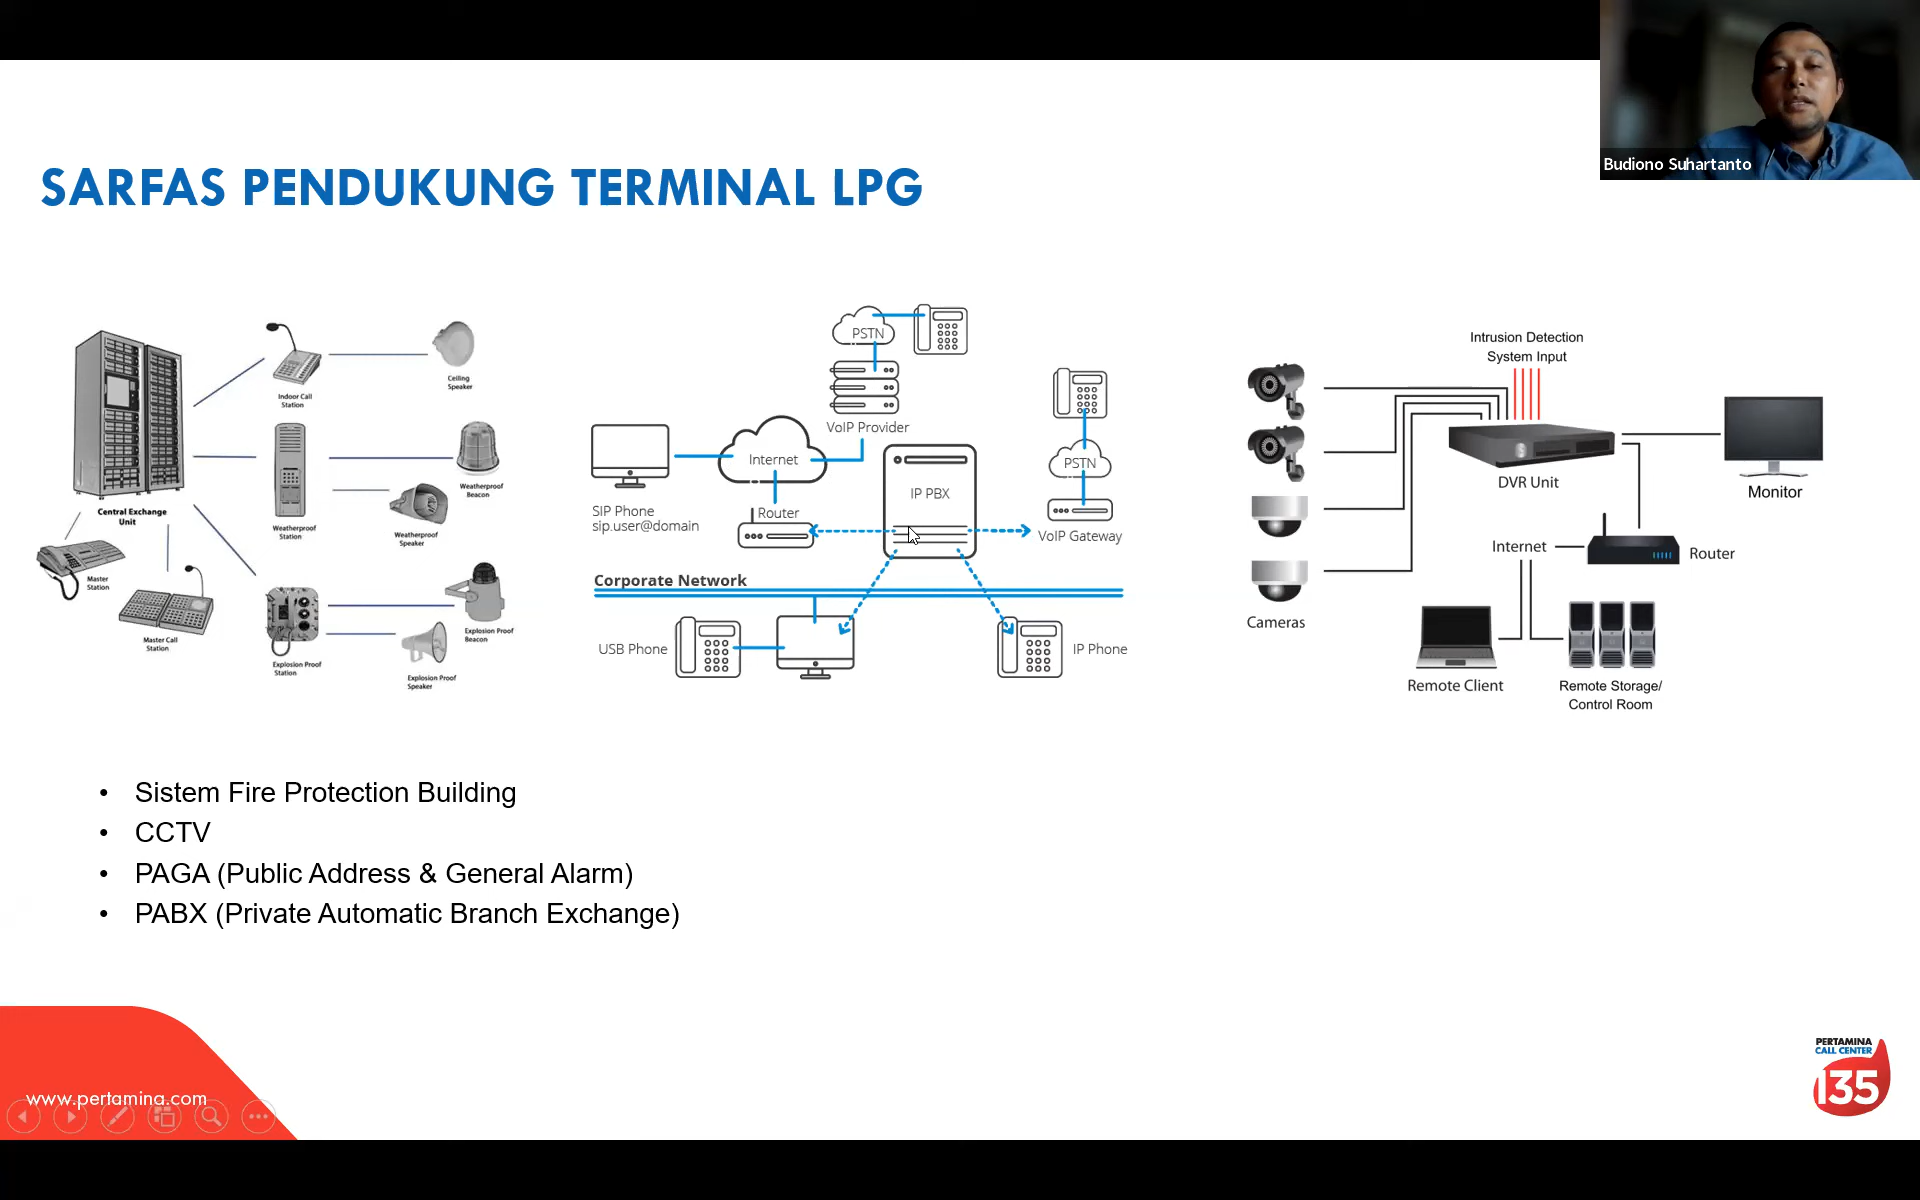 Budiono Suhartanto
SARFAS PENDUKUNG TERMINAL LPG
Central Exchange
Unit
Master
Station
Master Call
Station
Indoor Call
Station
Ceiling
Speaker
Weatherproof
Station
Weatherproof
Beacon
Weatherproof
Speaker
Explosion Proof
Station
Explosion Proof
Beacon
Explosion Proof
Speaker
PSTN
VoIP Provider
Internet
SIP Phone
sip.user@domain
Router
IP PBX
PSTN
VoIP Gateway
Corporate Network
USB Phone
IP Phone
Intrusion Detection
System Input
DVR Unit
Monitor
Internet
Router
Cameras
Remote Client
Remote Storage/
Control Room
• Sistem Fire Protection Building
• CCTV
• PAGA (Public Address & General Alarm)
• PABX (Private Automatic Branch Exchange)
www.pertamina.com
PERTAMINA
CALL CENTER
135